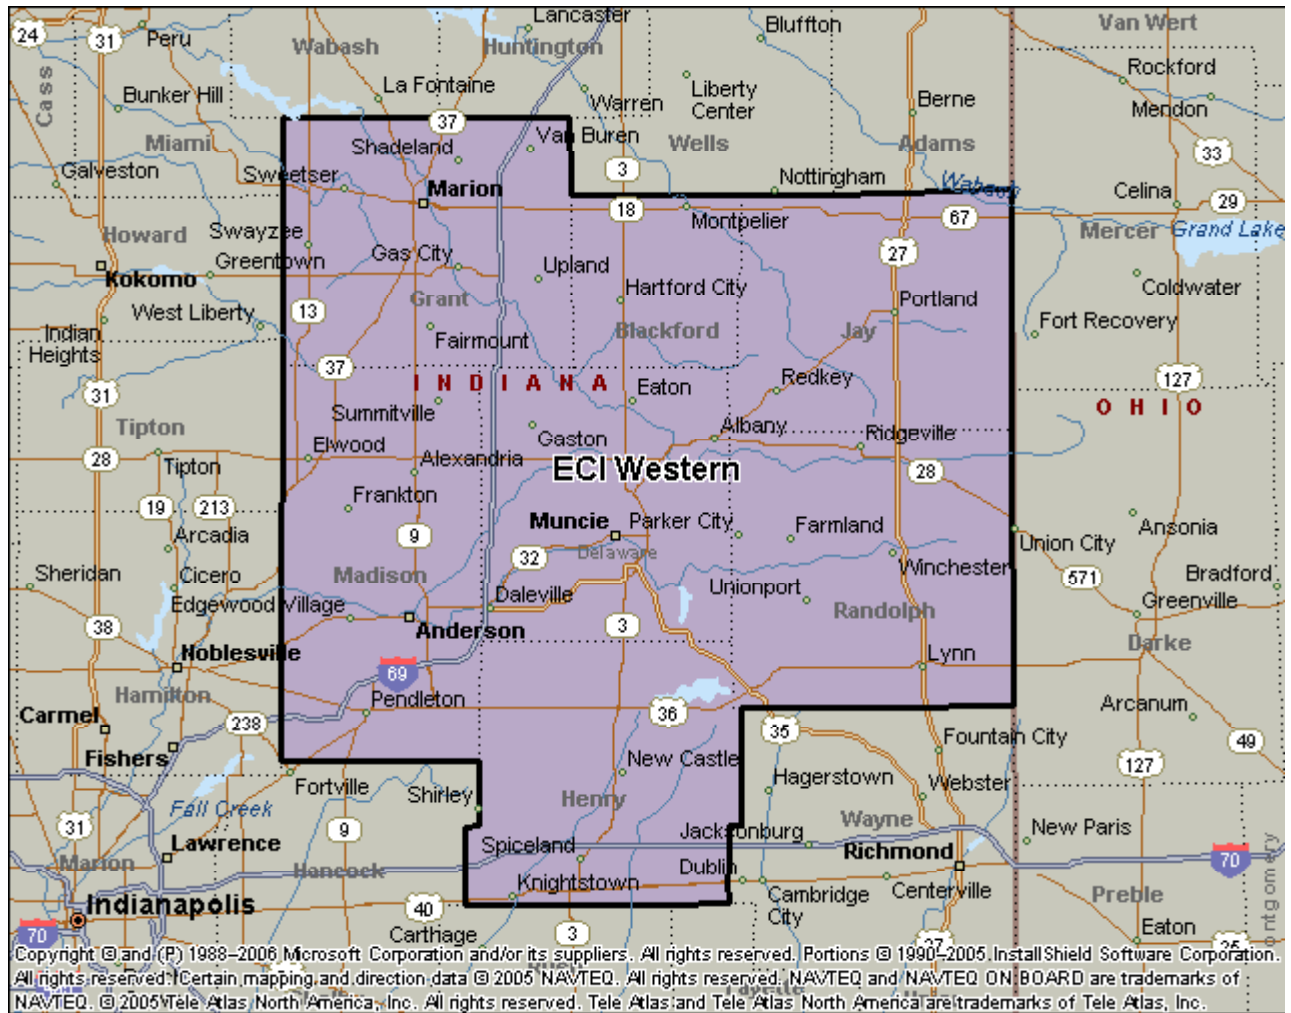 Lancaster
Bluffton
Van Wert
24
31
Peru
Wabash
Huntington
Rockford
Cass
La Fontaine
Liberty
Center
Bunker Hill
Warren
Berne
Mendon
37
Van Buren
Miami
Shadeland
Wells
Adams
33
3
Galveston
Sweetser
Nottingham
Wabash
Marion
Celina
29
18
67
Montpelier
Howard
Swayzee
Mercer
Grand Lake
Gas City
27
Greentown
Upland
Kokomo
Hartford City
Coldwater
Grant
Portland
13
West Liberty
Fort Recovery
Indian
Heights
Fairmount
Blackford
Jay
37
127
INDIANA
Redkey
31
Eaton
OHIO
Summitville
Tipton
Albany
Gaston
Ridgeville
Elwood
28
Alexandria
Tipton
ECI Western
28
Frankton
19
213
Muncie
Parker City
Farmland
Ansonia
Arcadia
9
Union City
Delaware
32
Sheridan
Cicero
Madison
Winchester
571
Bradford
Unionport
Daleville
Greenville
Edgewood Village
Randolph
38
Anderson
3
Darke
Noblesville
Lynn
69
Hamilton
Pendleton
Arcanum
Carmel
36
238
35
Fountain City
49
Fishers
New Castle
127
Hagerstown
Webster
Fortville
Shirley
Henry
Fall Creek
Wayne
31
9
Jacksonburg
New Paris
Lawrence
Spiceland
Richmond
70
Marion
Hancock
Dublin
Knightstown
Cambridge
City
Centerville
Preble
Indianapolis
40
Carthage
3
Eaton
70
27
35
Copyright © and (P) 1988–2006 Microsoft Corporation and/or its suppliers. All rights reserved. Portions © 1990–2005 InstallShield Software Corporation.
All rights reserved. Certain mapping and direction data © 2005 NAVTEQ. All rights reserved. NAVTEQ and NAVTEQ ON BOARD are trademarks of
NAVTEQ. © 2005 Tele Atlas North America, Inc. All rights reserved. Tele Atlas and Tele Atlas North America are trademarks of Tele Atlas, Inc.